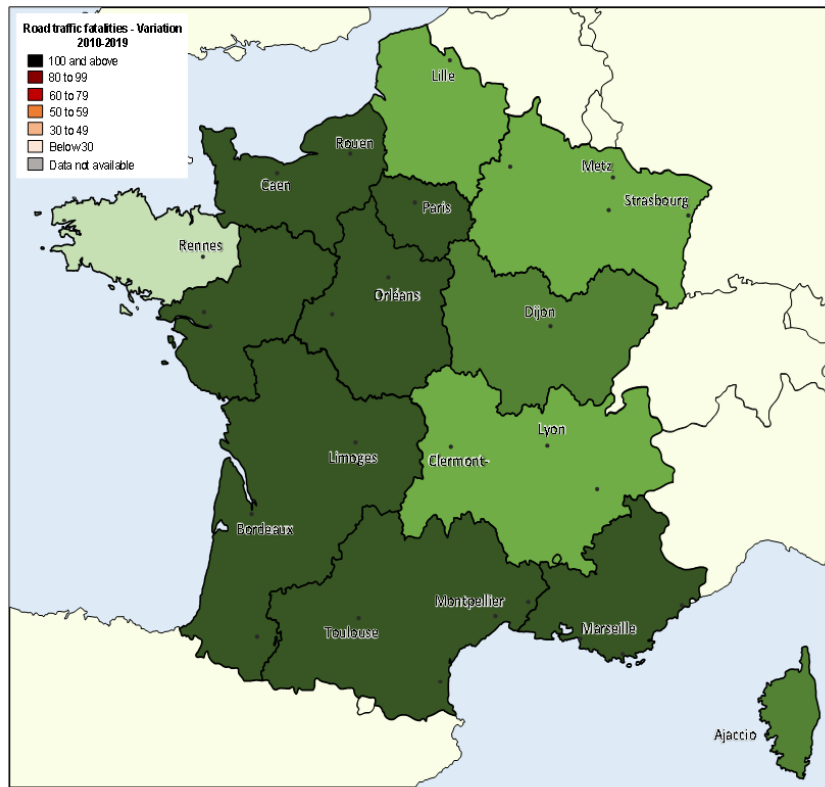 Road traffic fatalities - Variation
2010-2019
100 and above
80 to 99
60 to 79
50 to 59
30 to 49
Below 30
Data not available
Lille
Rouen
Caen
Metz
Strasbourg
Paris
Rennes
Orléans
Dijon
Lyon
Clermont-
Limoges
Bordeaux
Montpellier
Toulouse
Marseille
Ajaccio